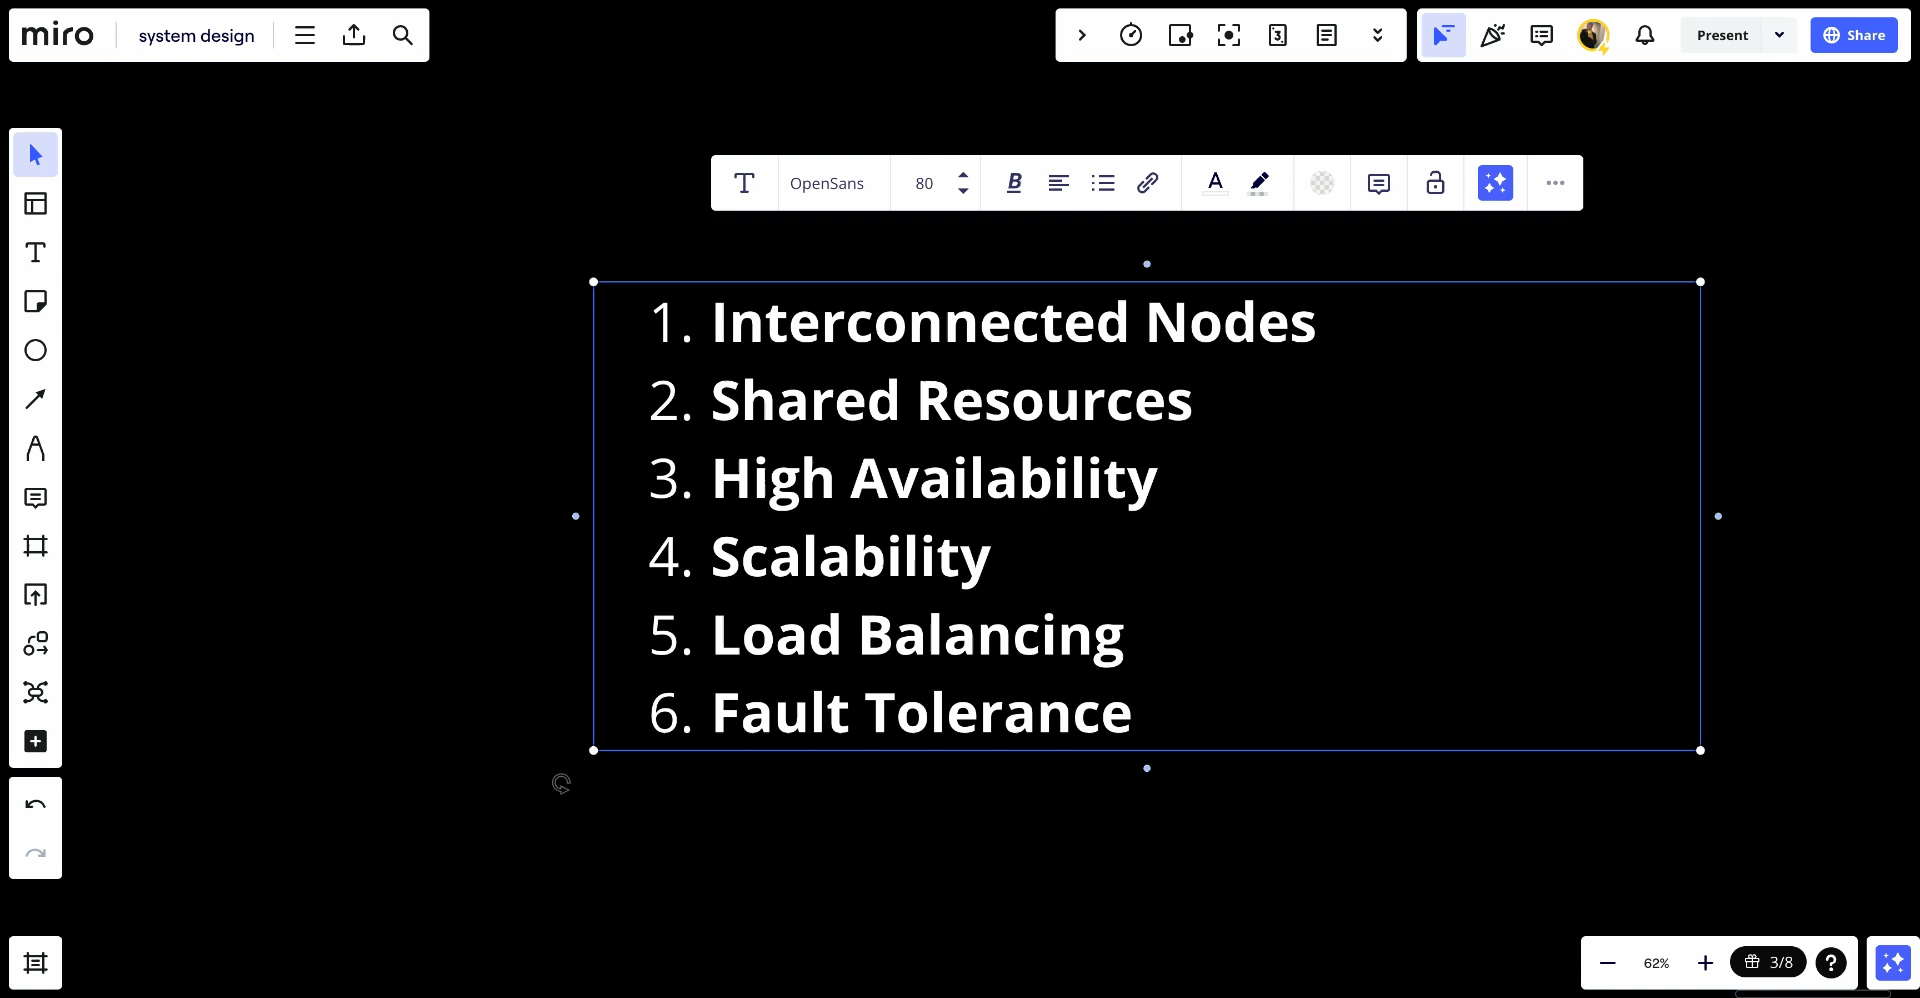 miro system design
Present Share
OpenSans 80 B A
1. Interconnected Nodes
2. Shared Resources
3. High Availability
4. Scalability
5. Load Balancing
6. Fault Tolerance
62% 3/8 ?